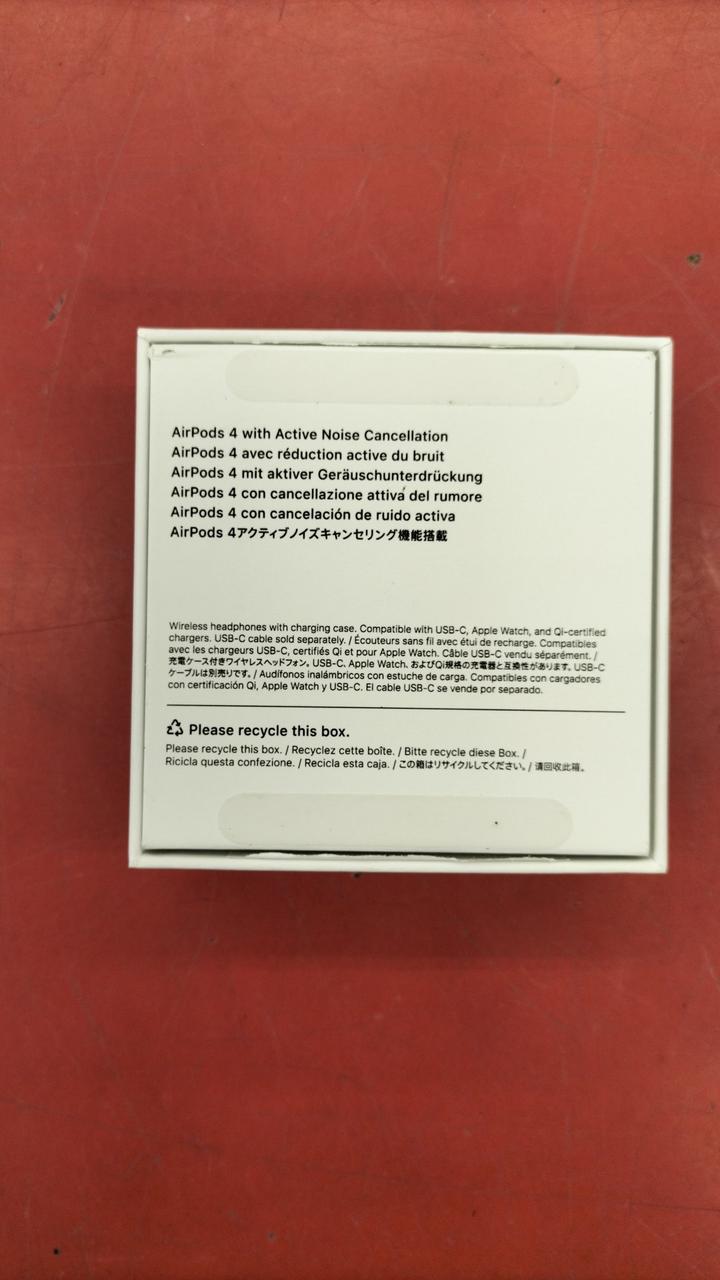 AirPods 4 with Active Noise Cancellation
AirPods 4 avec réduction active du bruit
AirPods 4 mit aktiver Geräuschunterdrückung
AirPods 4 con cancellazione attiva del rumore
AirPods 4 con cancelación de ruido activa
AirPods 4アクティブノイズキャンセリング機能搭載
Wireless headphones with charging case. Compatible with USB-C, Apple Watch, and Qi-certified
chargers. USB-C cable sold separately. / Écouteurs sans fil avec étui de recharge. Compatibles
avec les chargeurs USB-C, certifiés Qi et pour Apple Watch. Câble USB-C vendu séparément. /
充電ケース付きワイヤレスヘッドフォン。USB-C、Apple Watch、およびQi規格の充電器と互換性があります。USB-C
ケーブルは別売りです。/ Audífonos inalámbricos con estuche de carga. Compatibles con cargadores
con certificación Qi, Apple Watch y USB-C. El cable USB-C se vende por separado.
Please recycle this box.
Please recycle this box. / Recyclez cette boîte. / Bitte recycle diese Box. /
Ricicla questa confezione. / Recicla esta caja. / この箱はリサイクルしてください。/ 请回收此箱。